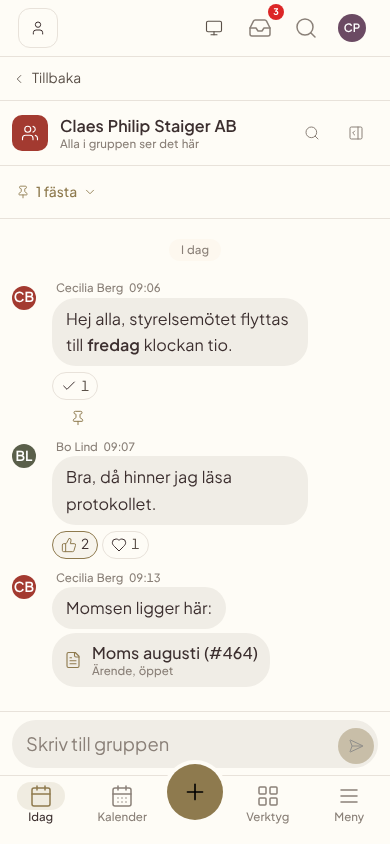 3
CP
Tillbaka
Claes Philip Staiger AB
Alla i gruppen ser det här
1 fästa
I dag
Cecilia Berg 09:06
CB
Hej alla, styrelsemötet flyttas
till fredag klockan tio.
1
Bo Lind 09:07
BL
Bra, då hinner jag läsa
protokollet.
2
1
Cecilia Berg 09:13
CB
Momsen ligger här:
Moms augusti (#464)
Ärende, öppet
Skriv till gruppen
Idag
Kalender
Verktyg
Meny